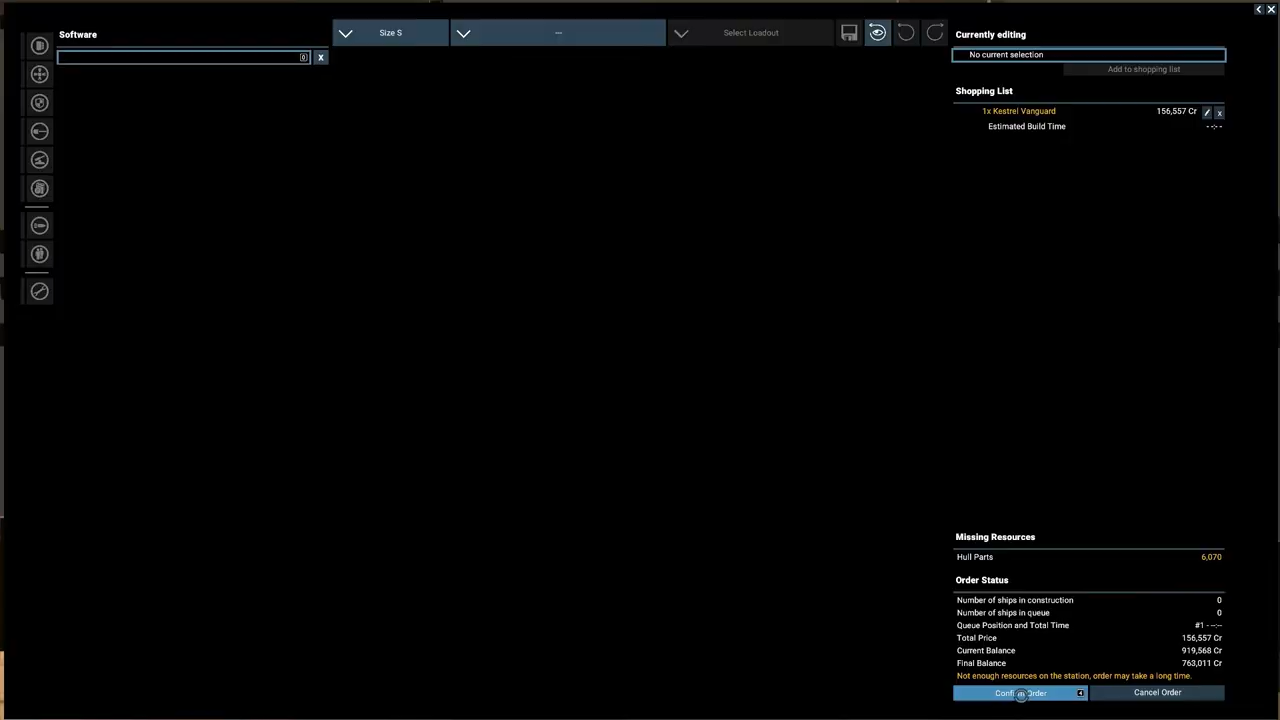 Software
Size S
---
Select Loadout
Currently editing
No current selection
Add to shopping list
Shopping List
1x Kestrel Vanguard 156,557 Cr x
Estimated Build Time --:--
0 x
Missing Resources
Hull Parts 6,070
Order Status
Number of ships in construction 0
Number of ships in queue 0
Queue Position and Total Time #1 - --:--
Total Price 156,557 Cr
Current Balance 919,568 Cr
Final Balance 763,011 Cr
Not enough resources on the station, order may take a long time.
Confirm Order
Cancel Order